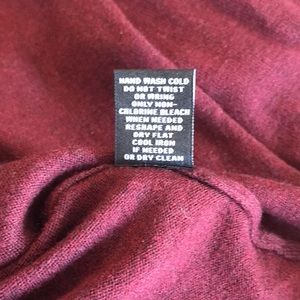 HAND WASH COLD
DO NOT TWIST
OR WRING
ONLY NON-
CHLORINE BLEACH
WHEN NEEDED
RESHAPE AND
DRY FLAT
COOL IRON
IF NEEDED
OR DRY CLEAN